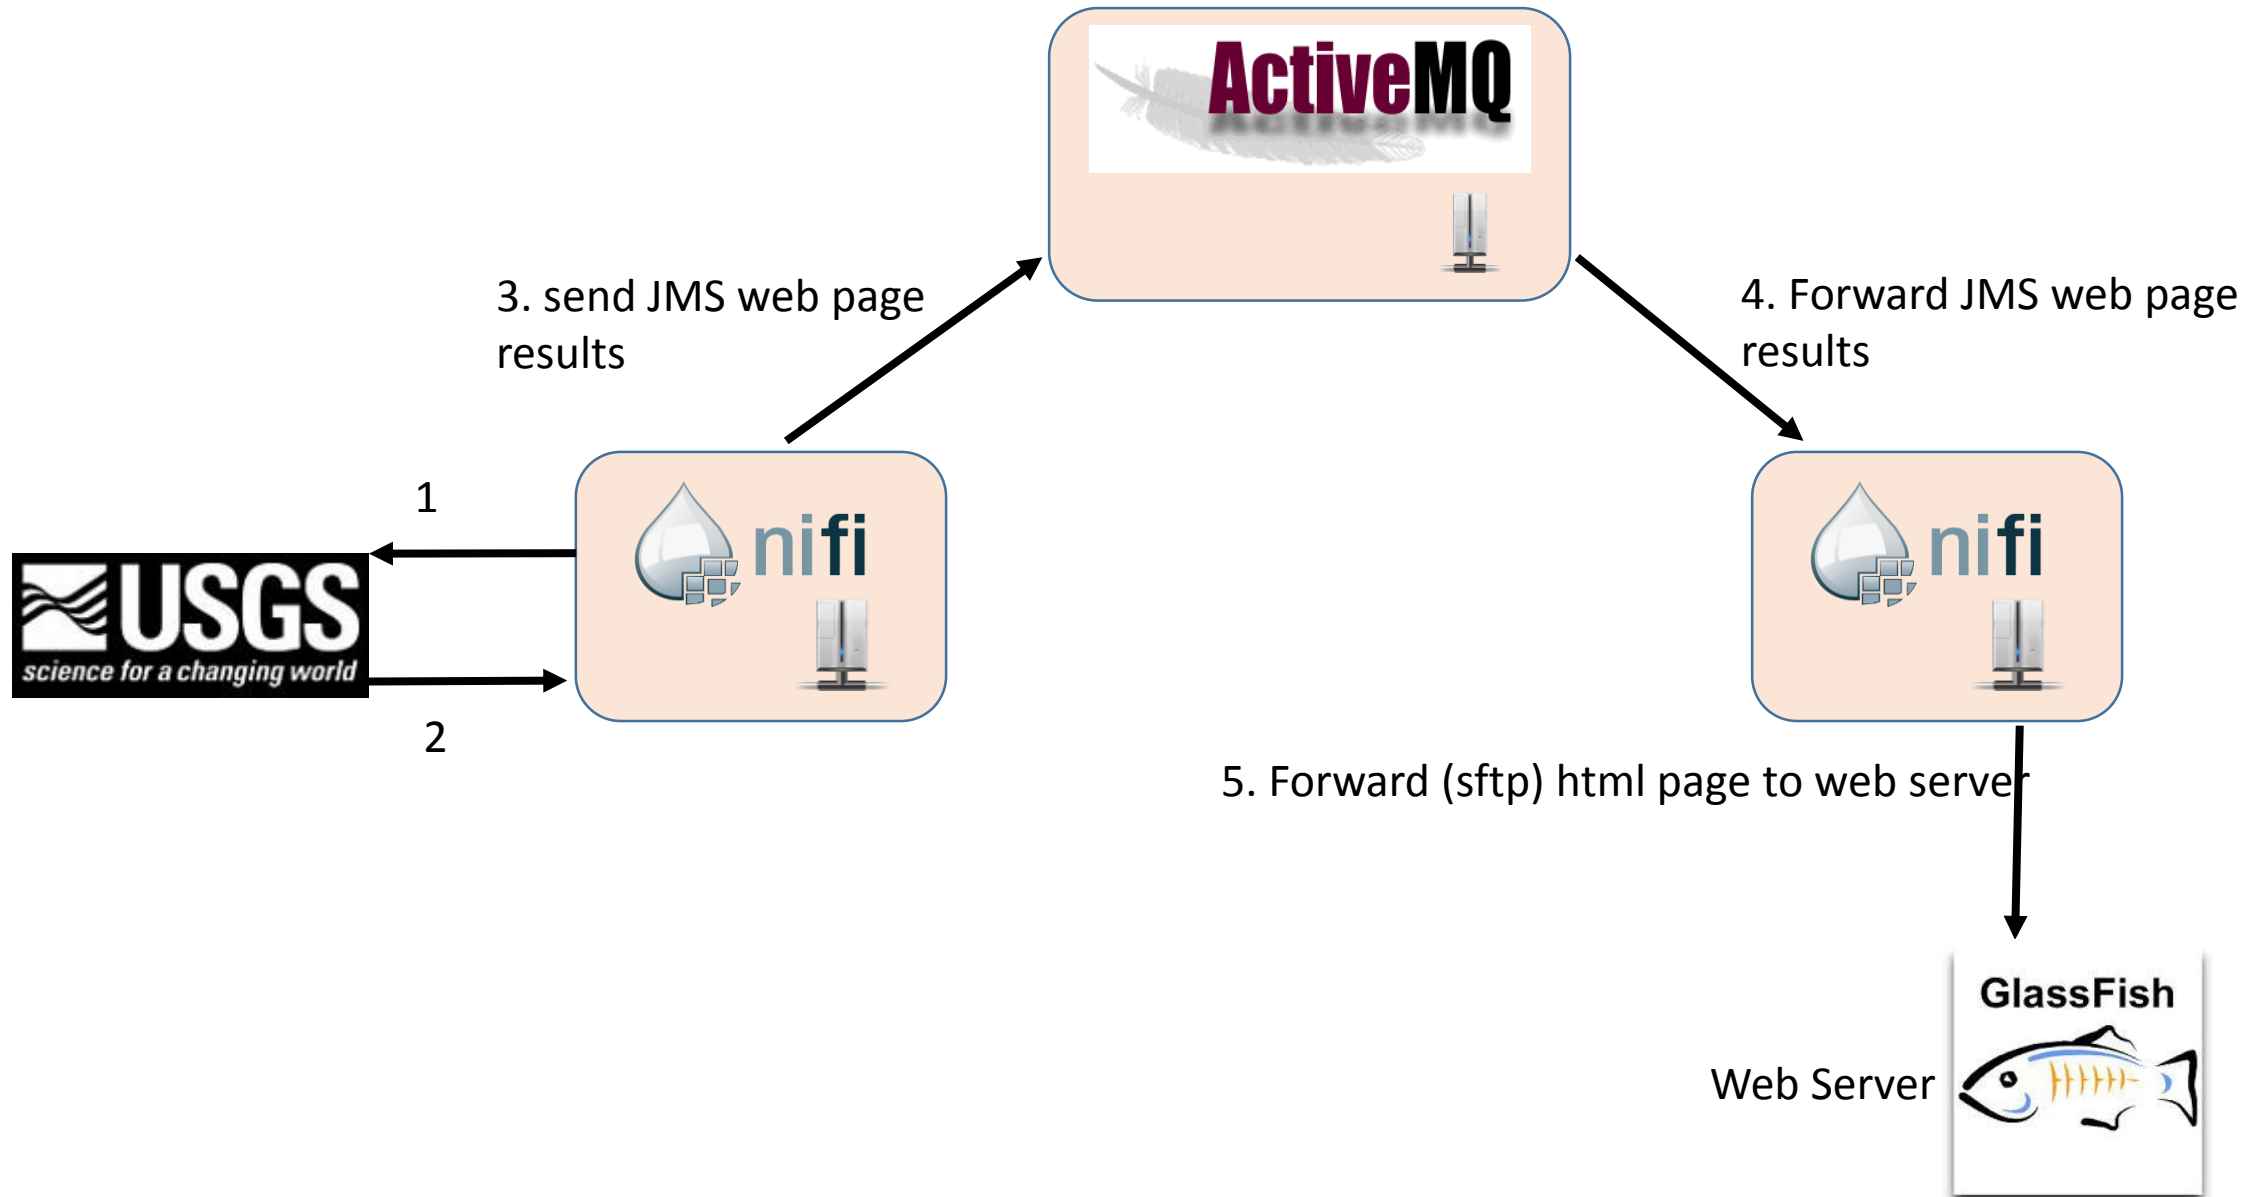 ActiveMQ
3. send JMS web page
results
4. Forward JMS web page
results
1
nifi
nifi
USGS
science for a changing world
2
5. Forward (sftp) html page to web server
GlassFish
Web Server